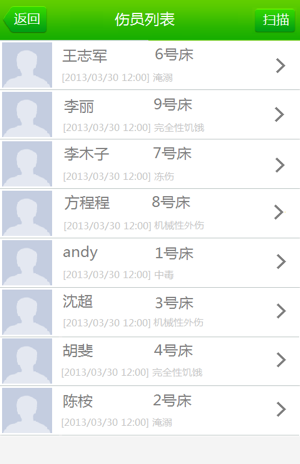 返回 伤员列表 扫描
王志军 6号床
[2013/03/30 12:00] 淹溺
李丽 9号床
[2013/03/30 12:00] 完全性饥饿
李木子 7号床
[2013/03/30 12:00] 冻伤
方程程 8号床
[2013/03/30 12:00] 机械性外伤
andy 1号床
[2013/03/30 12:00] 中毒
沈超 3号床
[2013/03/30 12:00] 机械性外伤
胡斐 4号床
[2013/03/30 12:00] 完全性饥饿
陈桉 2号床
[2013/03/30 12:00] 淹溺